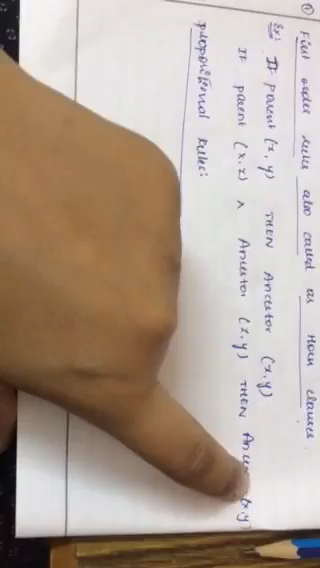 ① First order rules also called as Horn clauses.
Ex: IF parent (x, y) THEN Ancestor (x, y)
IF parent (x, z) ∧ Ancestor (z, y) THEN (x, y)
propositional Rules: